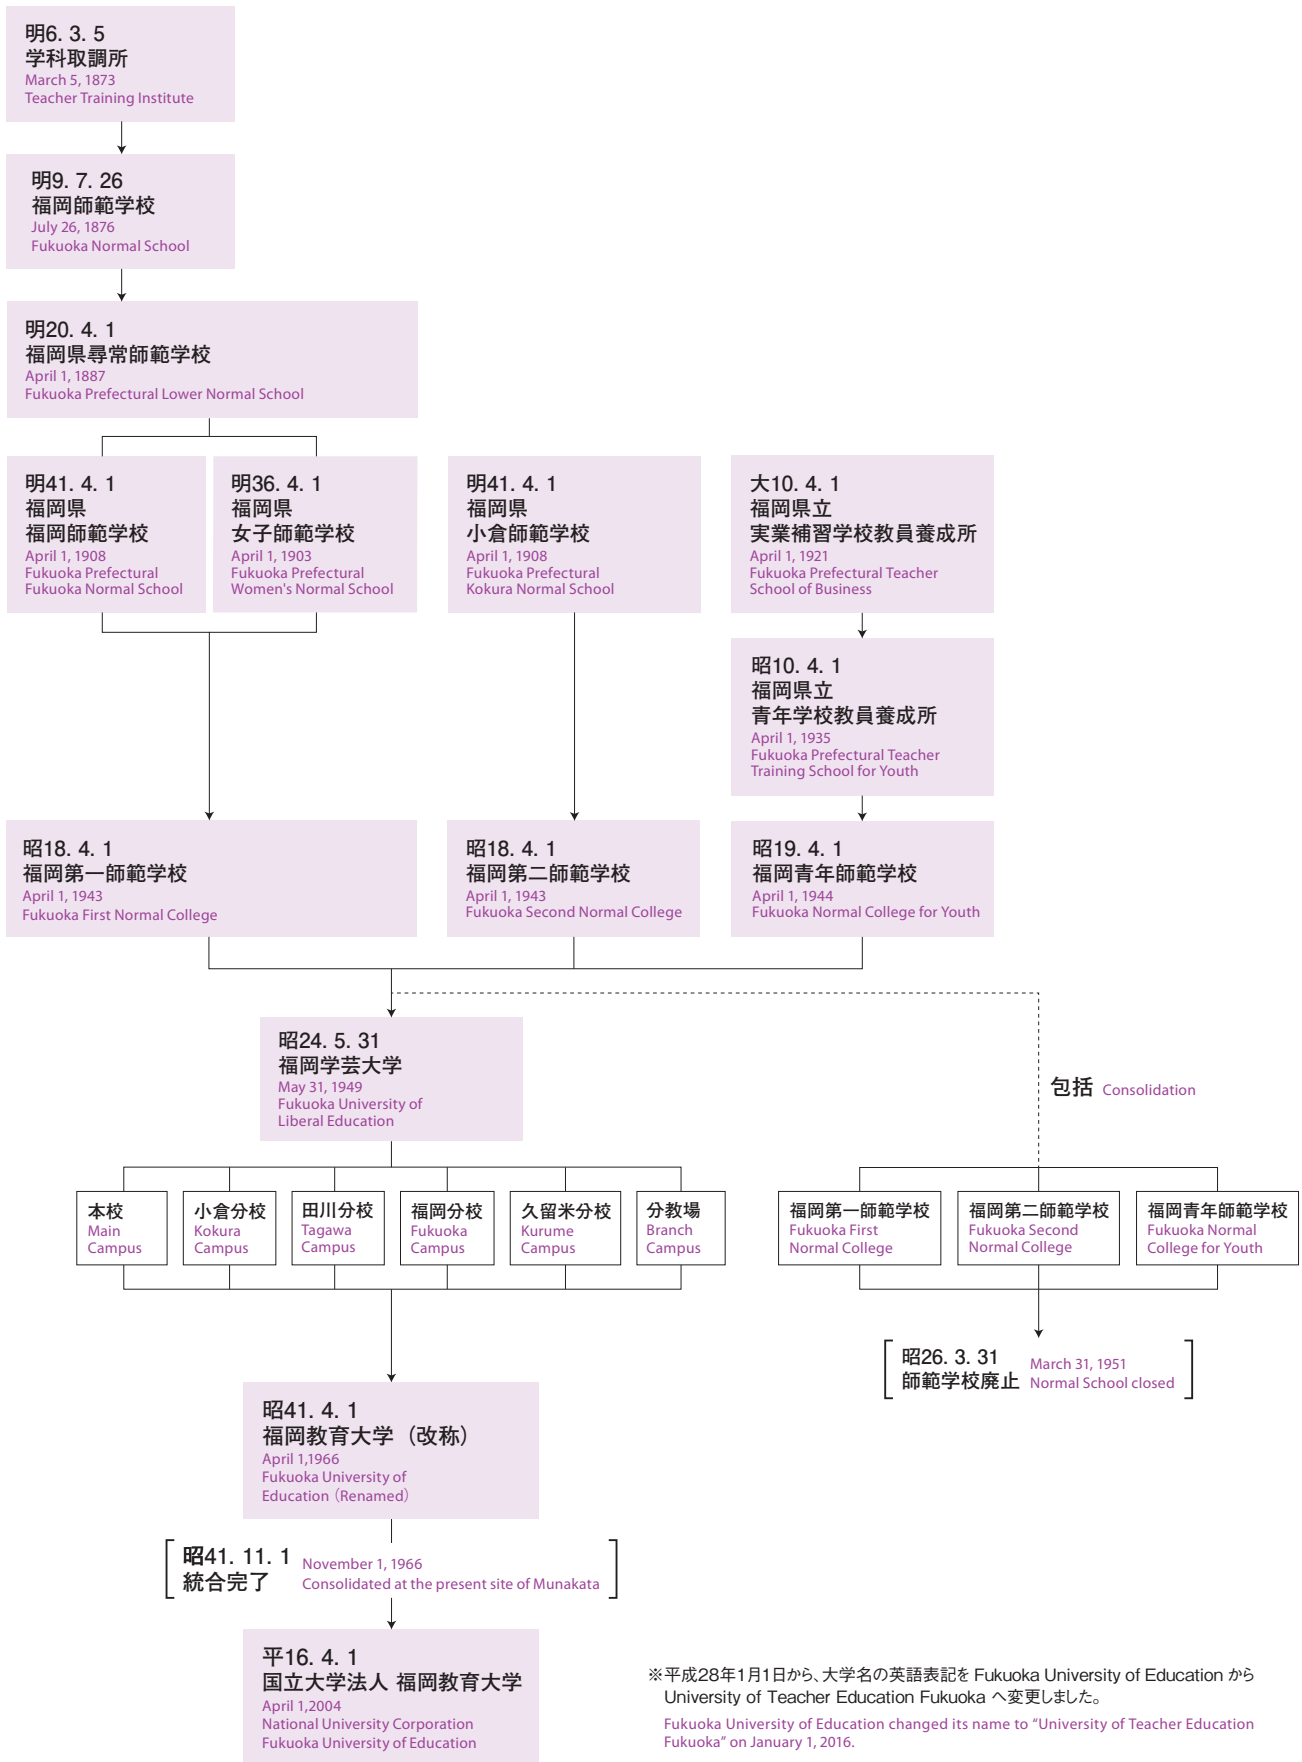 明6. 3. 5
学科取調所
March 5, 1873
Teacher Training Institute
明9. 7. 26
福岡師範学校
July 26, 1876
Fukuoka Normal School
明20. 4. 1
福岡県尋常師範学校
April 1, 1887
Fukuoka Prefectural Lower Normal School
明41. 4. 1
福岡県
福岡師範学校
April 1, 1908
Fukuoka Prefectural
Fukuoka Normal School
明36. 4. 1
福岡県
女子師範学校
April 1, 1903
Fukuoka Prefectural
Women's Normal School
明41. 4. 1
福岡県
小倉師範学校
April 1, 1908
Fukuoka Prefectural
Kokura Normal School
大10. 4. 1
福岡県立
実業補習学校教員養成所
April 1, 1921
Fukuoka Prefectural Teacher
School of Business
昭10. 4. 1
福岡県立
青年学校教員養成所
April 1, 1935
Fukuoka Prefectural Teacher
Training School for Youth
昭18. 4. 1
福岡第一師範学校
April 1, 1943
Fukuoka First Normal College
昭18. 4. 1
福岡第二師範学校
April 1, 1943
Fukuoka Second Normal College
昭19. 4. 1
福岡青年師範学校
April 1, 1944
Fukuoka Normal College for Youth
昭24. 5. 31
福岡学芸大学
May 31, 1949
Fukuoka University of
Liberal Education
包括 Consolidation
本校
Main
Campus
小倉分校
Kokura
Campus
田川分校
Tagawa
Campus
福岡分校
Fukuoka
Campus
久留米分校
Kurume
Campus
分教場
Branch
Campus
福岡第一師範学校
Fukuoka First
Normal College
福岡第二師範学校
Fukuoka Second
Normal College
福岡青年師範学校
Fukuoka Normal
College for Youth
昭26. 3. 31
師範学校廃止
March 31, 1951
Normal School closed
昭41. 4. 1
福岡教育大学（改称）
April 1,1966
Fukuoka University of
Education（Renamed）
昭41. 11. 1
統合完了
November 1, 1966
Consolidated at the present site of Munakata
平16. 4. 1
国立大学法人 福岡教育大学
April 1,2004
National University Corporation
Fukuoka University of Education
※平成28年1月1日から、大学名の英語表記を Fukuoka University of Education から
University of Teacher Education Fukuoka へ変更しました。
Fukuoka University of Education changed its name to “University of Teacher Education
Fukuoka” on January 1, 2016.